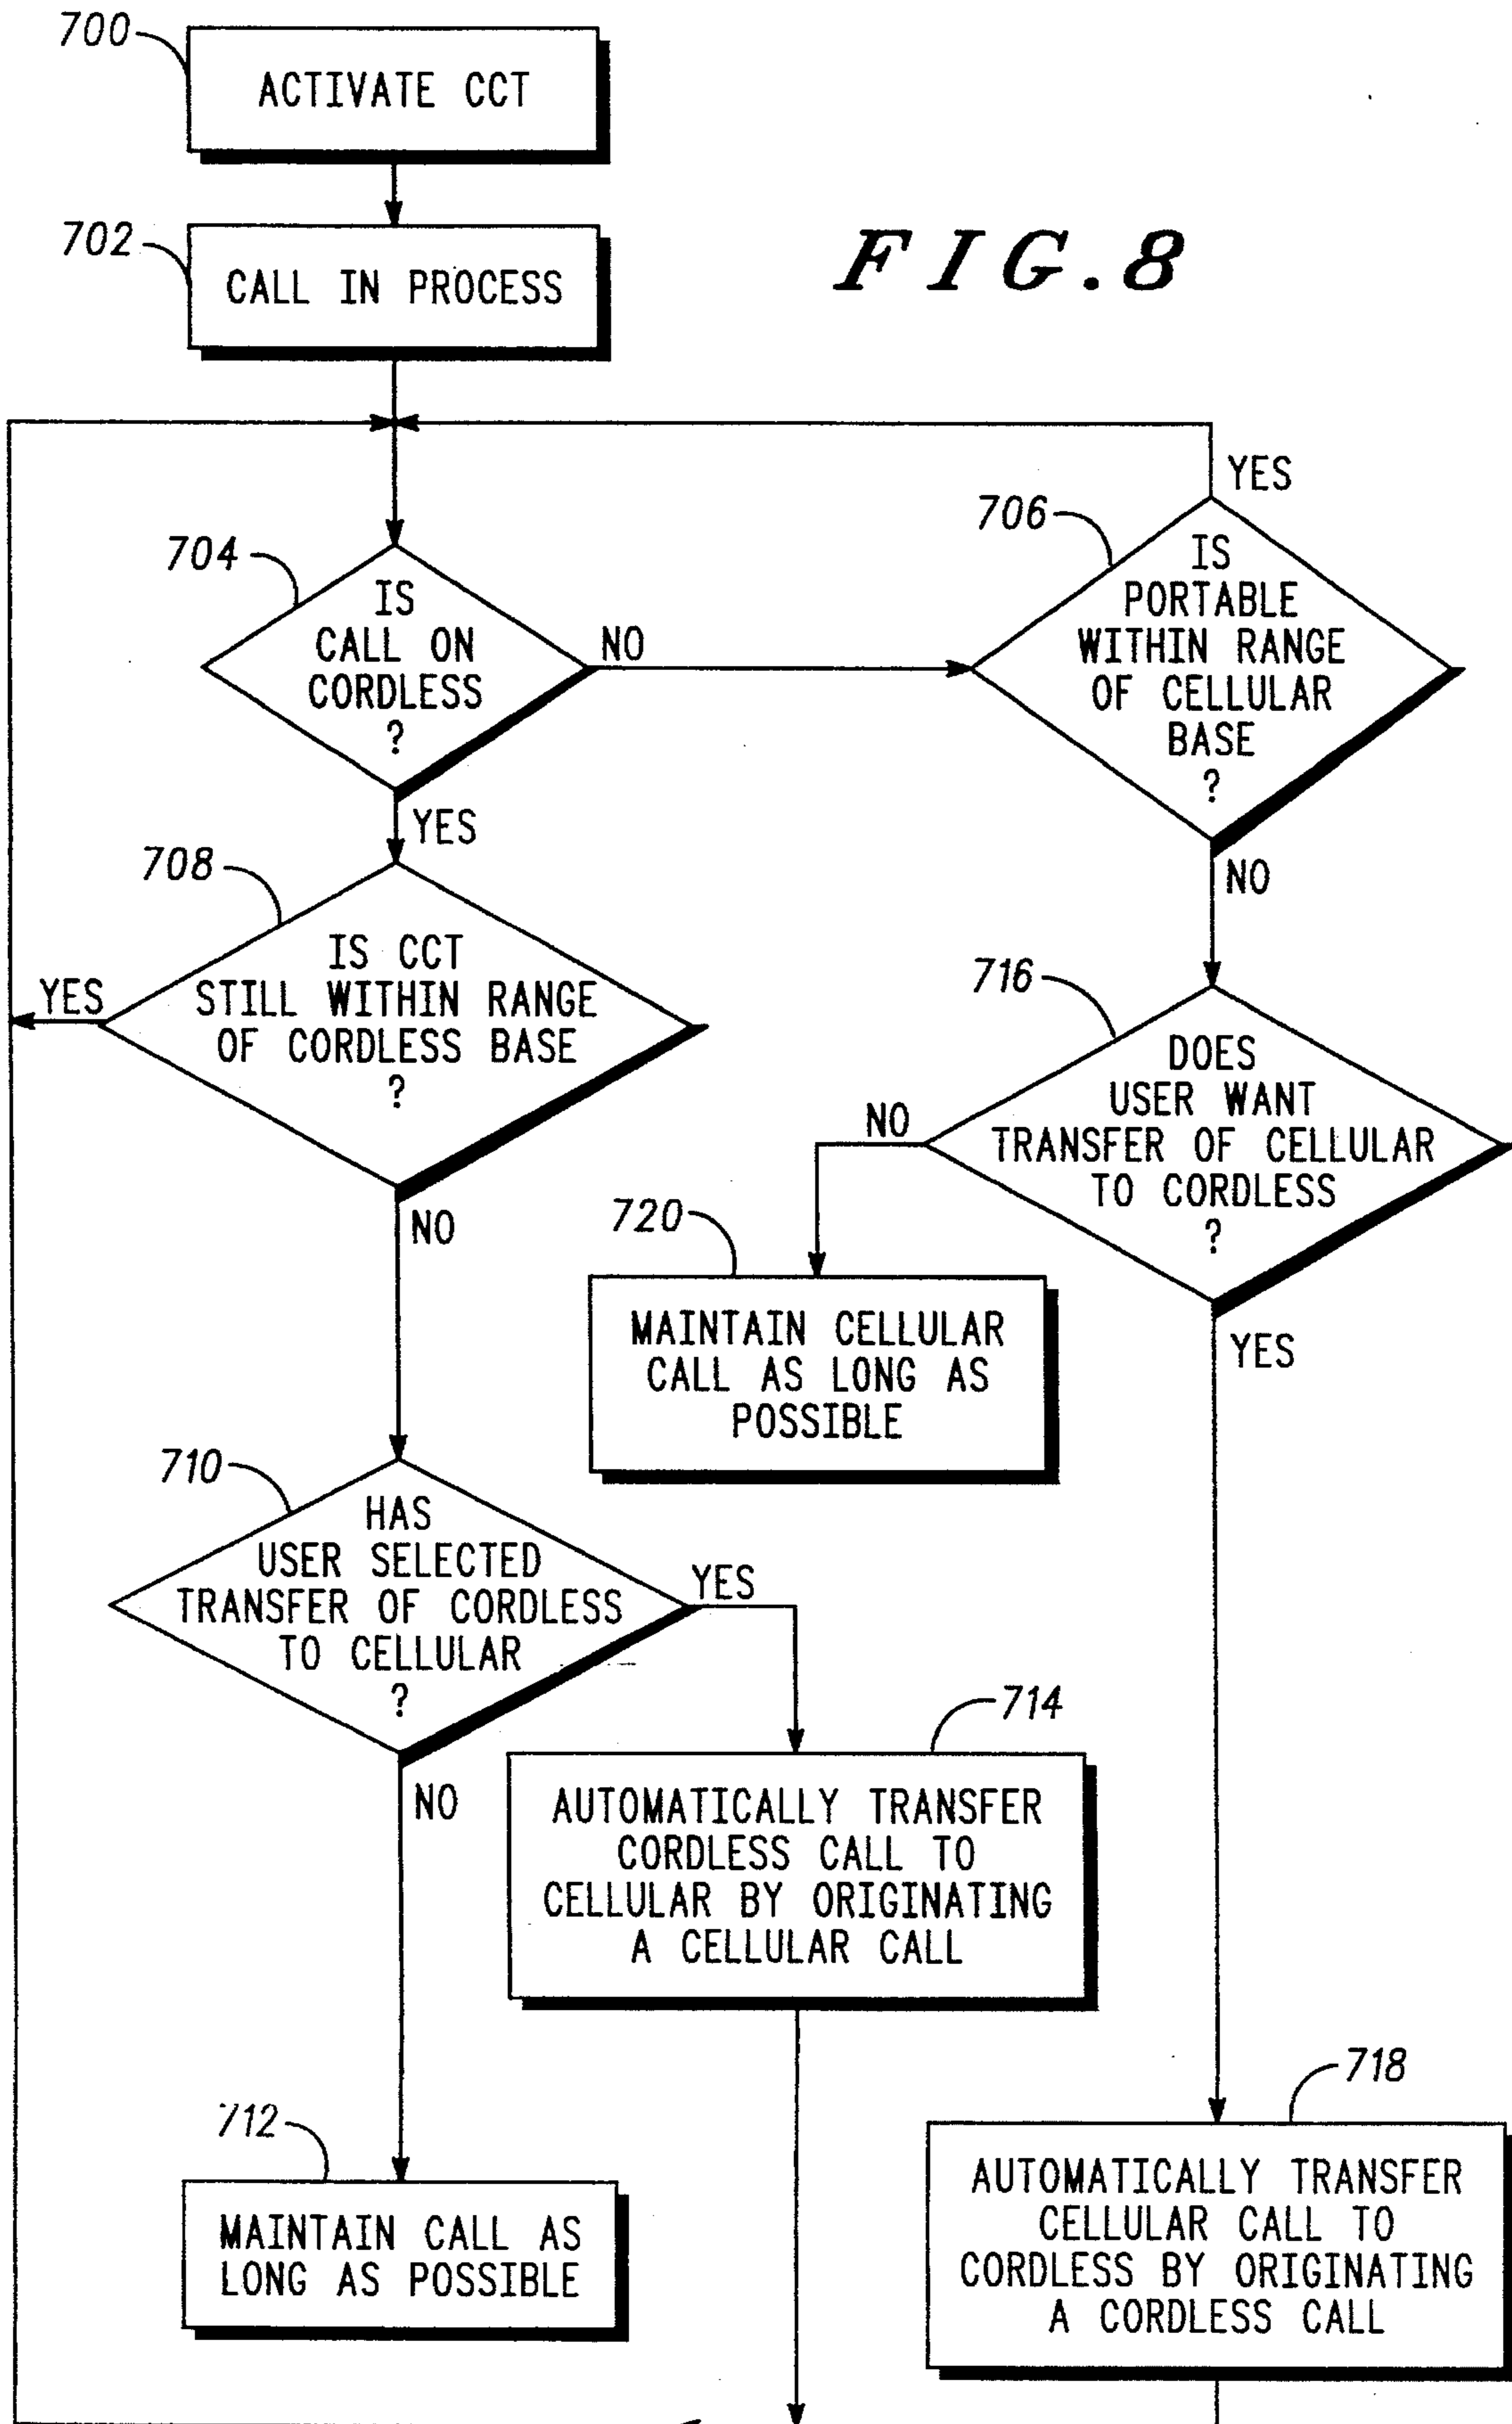 700
ACTIVATE CCT
702
CALL IN PROCESS
FIG.8
704
IS
CALL ON
CORDLESS
?
NO
YES
706
YES
IS
PORTABLE
WITHIN RANGE
OF CELLULAR
BASE
?
NO
708
IS CCT
STILL WITHIN RANGE
OF CORDLESS BASE
?
YES
NO
716
DOES
USER WANT
TRANSFER OF CELLULAR
TO CORDLESS
?
NO
YES
720
MAINTAIN CELLULAR
CALL AS LONG AS
POSSIBLE
710
HAS
USER SELECTED
TRANSFER OF CORDLESS
TO CELLULAR
?
YES
NO
714
AUTOMATICALLY TRANSFER
CORDLESS CALL TO
CELLULAR BY ORIGINATING
A CELLULAR CALL
712
MAINTAIN CALL AS
LONG AS POSSIBLE
718
AUTOMATICALLY TRANSFER
CELLULAR CALL TO
CORDLESS BY ORIGINATING
A CORDLESS CALL